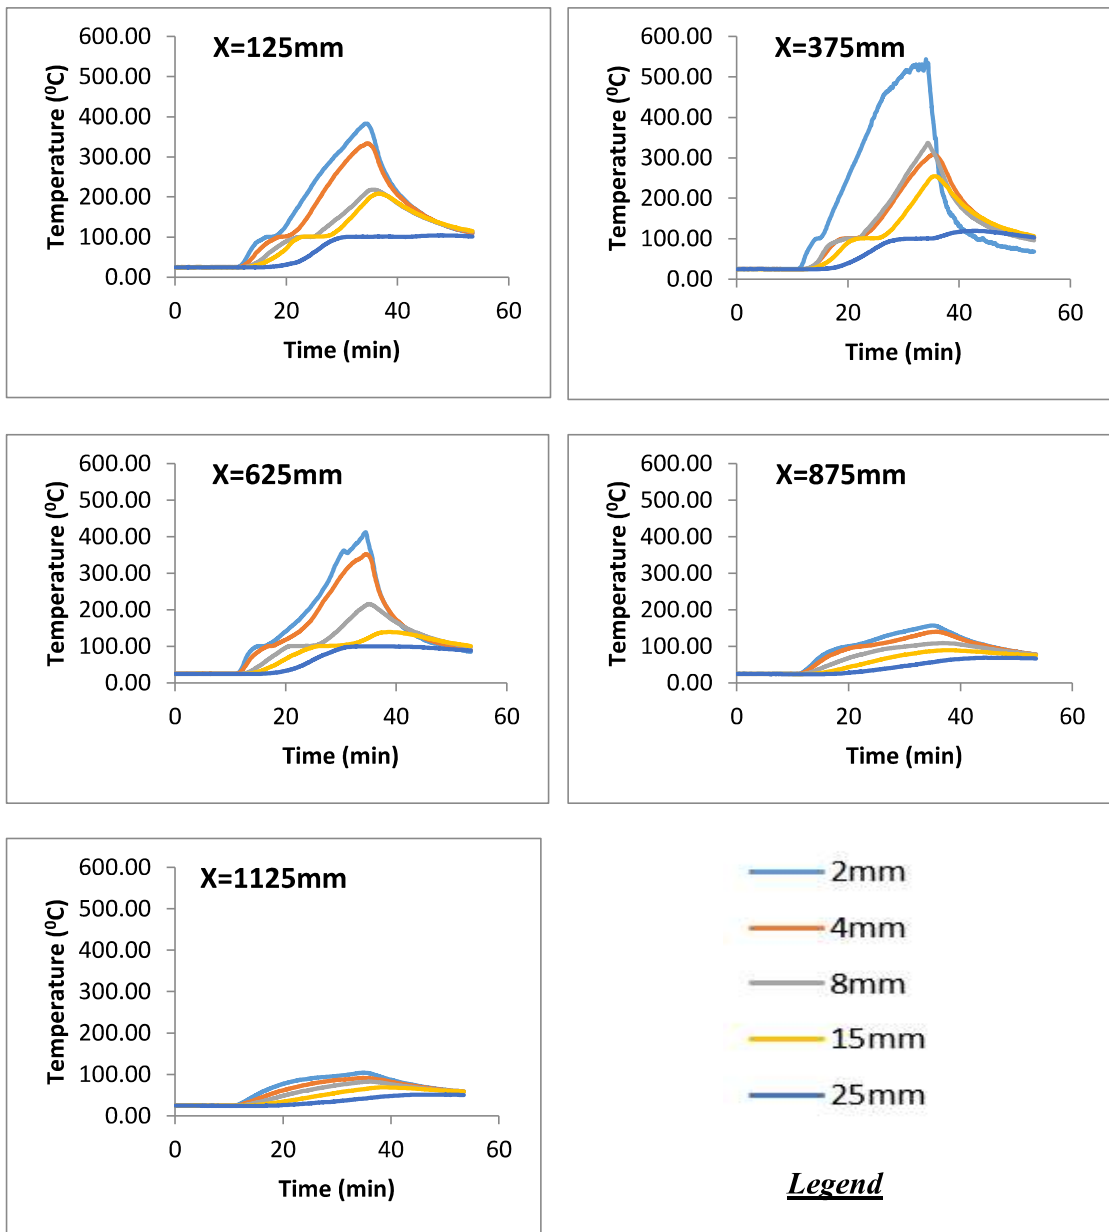 X=125mm
Temperature (⁰C)
600.00
500.00
400.00
300.00
200.00
100.00
0.00
0 20 40 60
Time (min)
X=375mm
Temperature (⁰C)
600.00
500.00
400.00
300.00
200.00
100.00
0.00
0 20 40 60
Time (min)
X=625mm
Temperature (⁰C)
600.00
500.00
400.00
300.00
200.00
100.00
0.00
0 20 40 60
Time (min)
X=875mm
Temperature (⁰C)
600.00
500.00
400.00
300.00
200.00
100.00
0.00
0 20 40 60
Time (min)
X=1125mm
Temperature (⁰C)
600.00
500.00
400.00
300.00
200.00
100.00
0.00
0 20 40 60
Time (min)
2mm
4mm
8mm
15mm
25mm
Legend